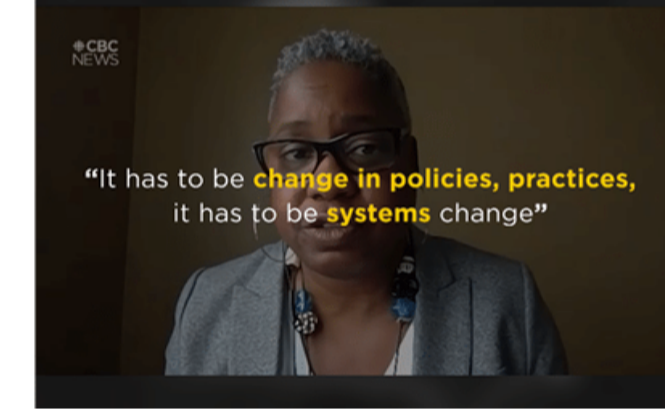 CBC
NEWS
“It has to be change in policies, practices,
it has to be systems change”